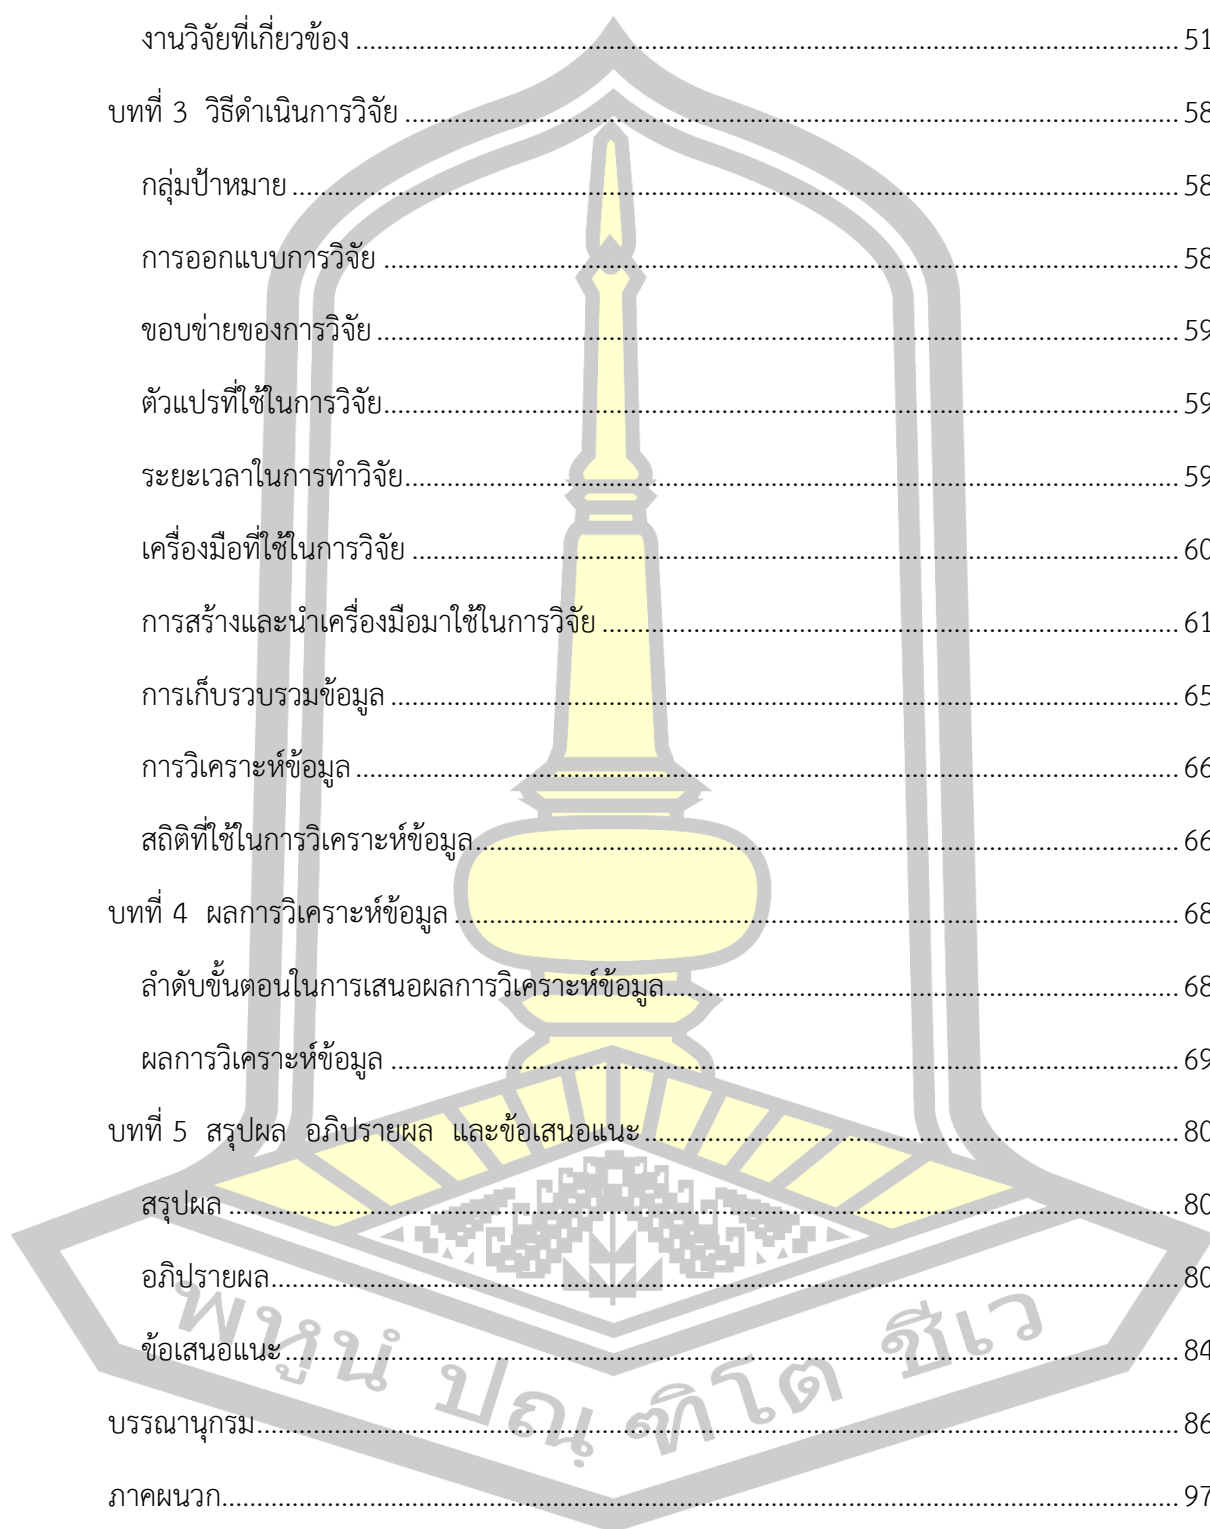 งานวิจัยที่เกี่ยวข้อง ........ 51
บทที่ 3 วิธีดำเนินการวิจัย ........ 58
กลุ่มป้าหมาย ........ 58
การออกแบบการวิจัย ........ 58
ขอบข่ายของการวิจัย ........ 59
ตัวแปรที่ใช้ในการวิจัย ........ 59
ระยะเวลาในการทำวิจัย ........ 59
เครื่องมือที่ใช้ในการวิจัย ........ 60
การสร้างและนำเครื่องมือมาใช้ในการวิจัย ........ 61
การเก็บรวบรวมข้อมูล ........ 65
การวิเคราะห์ข้อมูล ........ 66
สถิติที่ใช้ในการวิเคราะห์ข้อมูล ........ 66
บทที่ 4 ผลการวิเคราะห์ข้อมูล ........ 68
ลำดับขั้นตอนในการเสนอผลการวิเคราะห์ข้อมูล ........ 68
ผลการวิเคราะห์ข้อมูล ........ 69
บทที่ 5 สรุปผล อภิปรายผล และข้อเสนอแนะ ........ 80
สรุปผล ........ 80
อภิปรายผล ........ 80
ข้อเสนอแนะ ........ 84
บรรณานุกรม ........ 86
ภาคผนวก ........ 97
พหูนํ ปณฺฑิโต ชีเว